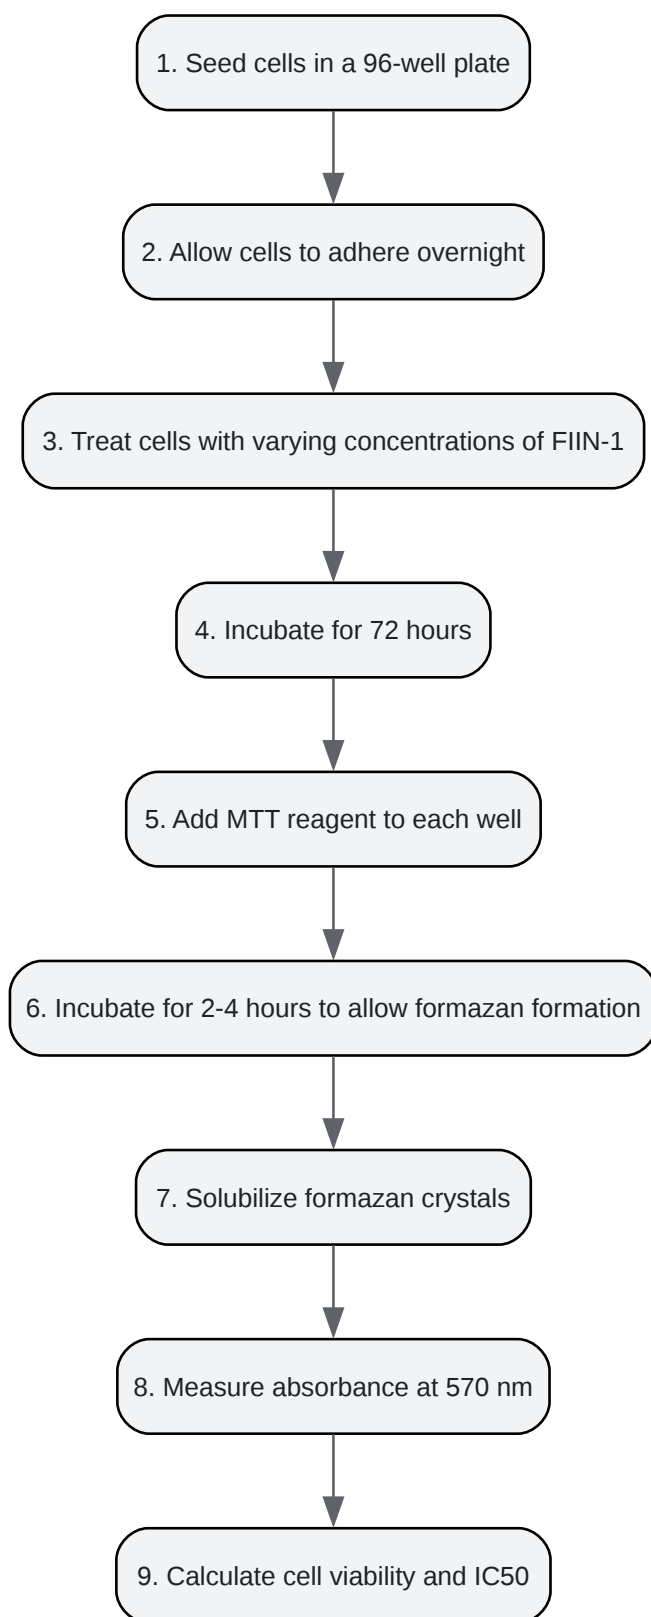 1. Seed cells in a 96-well plate
2. Allow cells to adhere overnight
3. Treat cells with varying concentrations of FIIN-1
4. Incubate for 72 hours
5. Add MTT reagent to each well
6. Incubate for 2-4 hours to allow formazan formation
7. Solubilize formazan crystals
8. Measure absorbance at 570 nm
9. Calculate cell viability and IC50